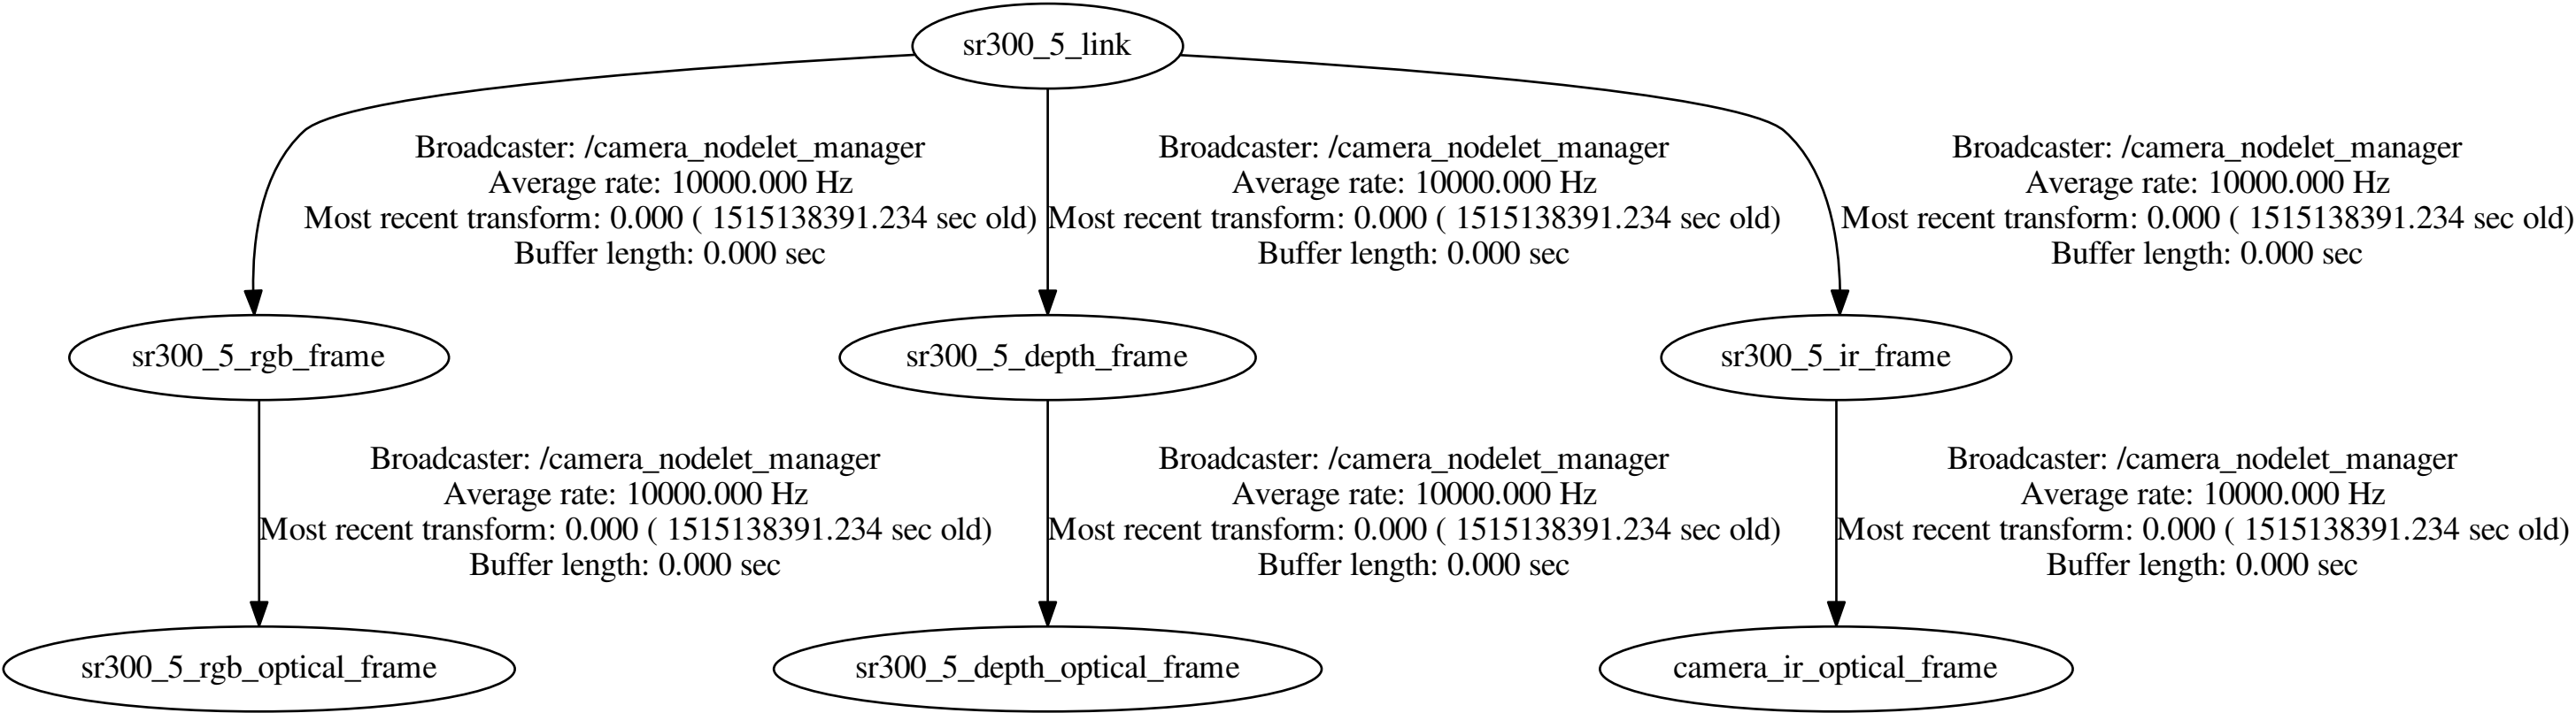 sr300_5_link
Broadcaster: /camera_nodelet_manager
Average rate: 10000.000 Hz
Most recent transform: 0.000 ( 1515138391.234 sec old)
Buffer length: 0.000 sec
Broadcaster: /camera_nodelet_manager
Average rate: 10000.000 Hz
Most recent transform: 0.000 ( 1515138391.234 sec old)
Buffer length: 0.000 sec
Broadcaster: /camera_nodelet_manager
Average rate: 10000.000 Hz
Most recent transform: 0.000 ( 1515138391.234 sec old)
Buffer length: 0.000 sec
sr300_5_rgb_frame
sr300_5_depth_frame
sr300_5_ir_frame
Broadcaster: /camera_nodelet_manager
Average rate: 10000.000 Hz
Most recent transform: 0.000 ( 1515138391.234 sec old)
Buffer length: 0.000 sec
Broadcaster: /camera_nodelet_manager
Average rate: 10000.000 Hz
Most recent transform: 0.000 ( 1515138391.234 sec old)
Buffer length: 0.000 sec
Broadcaster: /camera_nodelet_manager
Average rate: 10000.000 Hz
Most recent transform: 0.000 ( 1515138391.234 sec old)
Buffer length: 0.000 sec
sr300_5_rgb_optical_frame
sr300_5_depth_optical_frame
camera_ir_optical_frame